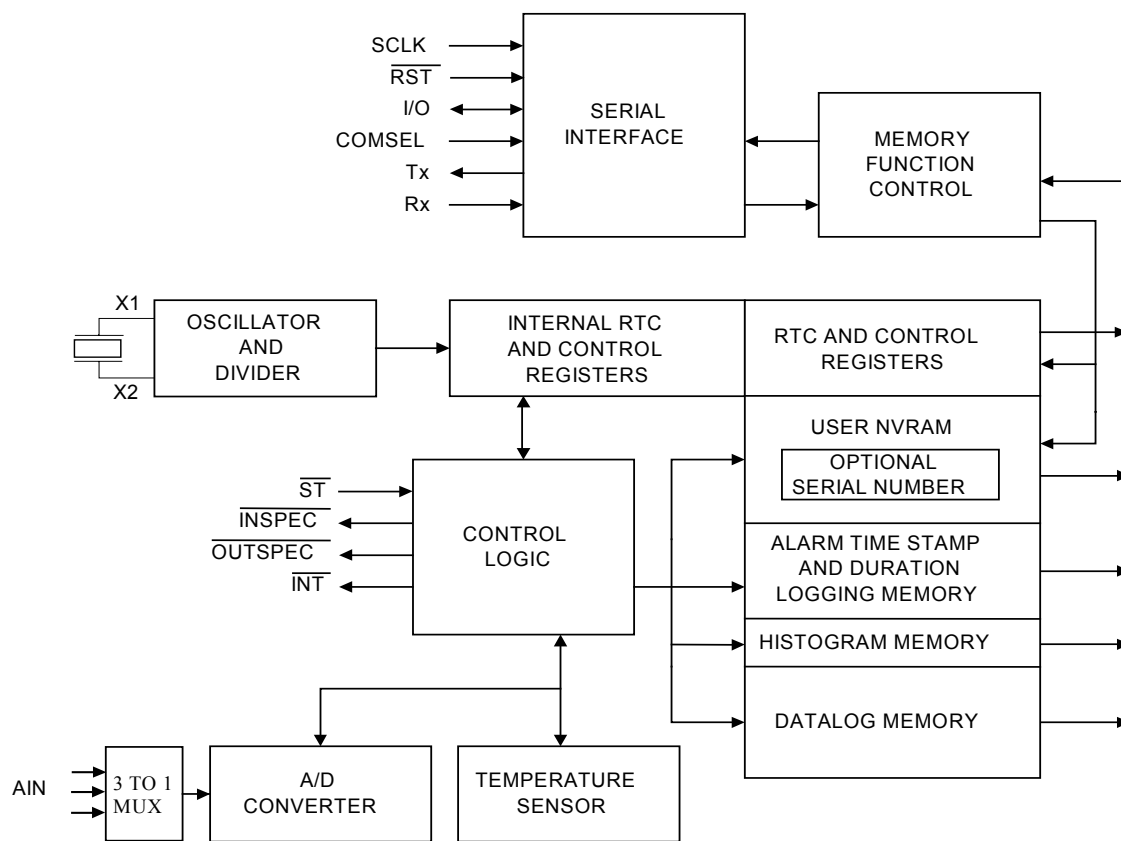 SCLK
RST
I/O
COMSEL
Tx
Rx
SERIAL
INTERFACE
MEMORY
FUNCTION
CONTROL
X1
X2
OSCILLATOR
AND
DIVIDER
INTERNAL RTC
AND CONTROL
REGISTERS
RTC AND CONTROL
REGISTERS
USER NVRAM
OPTIONAL
SERIAL NUMBER
ST
INSPEC
OUTSPEC
INT
CONTROL
LOGIC
ALARM TIME STAMP
AND DURATION
LOGGING MEMORY
HISTOGRAM MEMORY
DATALOG MEMORY
AIN
3 TO 1
MUX
A/D
CONVERTER
TEMPERATURE
SENSOR